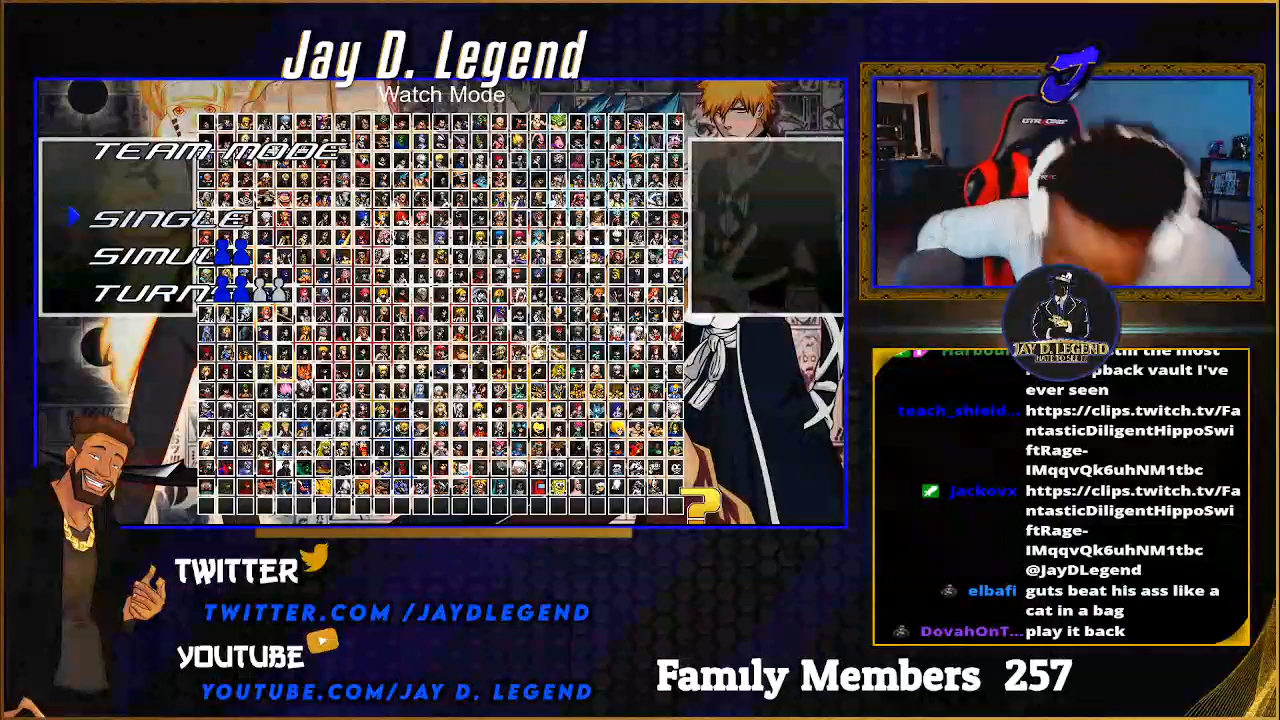 Jay D. Legend
Watch Mode
TEAM MODE
SINGLE
SIMUL
TURN
JAY D. LEGEND
pback vault I've
ever seen
teach_shield... https://clips.twitch.tv/Fa
ntasticDiligentHippoSwi
ftRage-
IMqqvQk6uhNM1tbc
Jackovx https://clips.twitch.tv/Fa
ntasticDiligentHippoSwi
ftRage-
IMqqvQk6uhNM1tbc
@JayDLegend
elbafi guts beat his ass like a
cat in a bag
DovahOnT... play it back
TWITTER
TWITTER.COM /JAYDLEGEND
YOUTUBE
YOUTUBE.COM/JAY D. LEGEND
Family Members 257